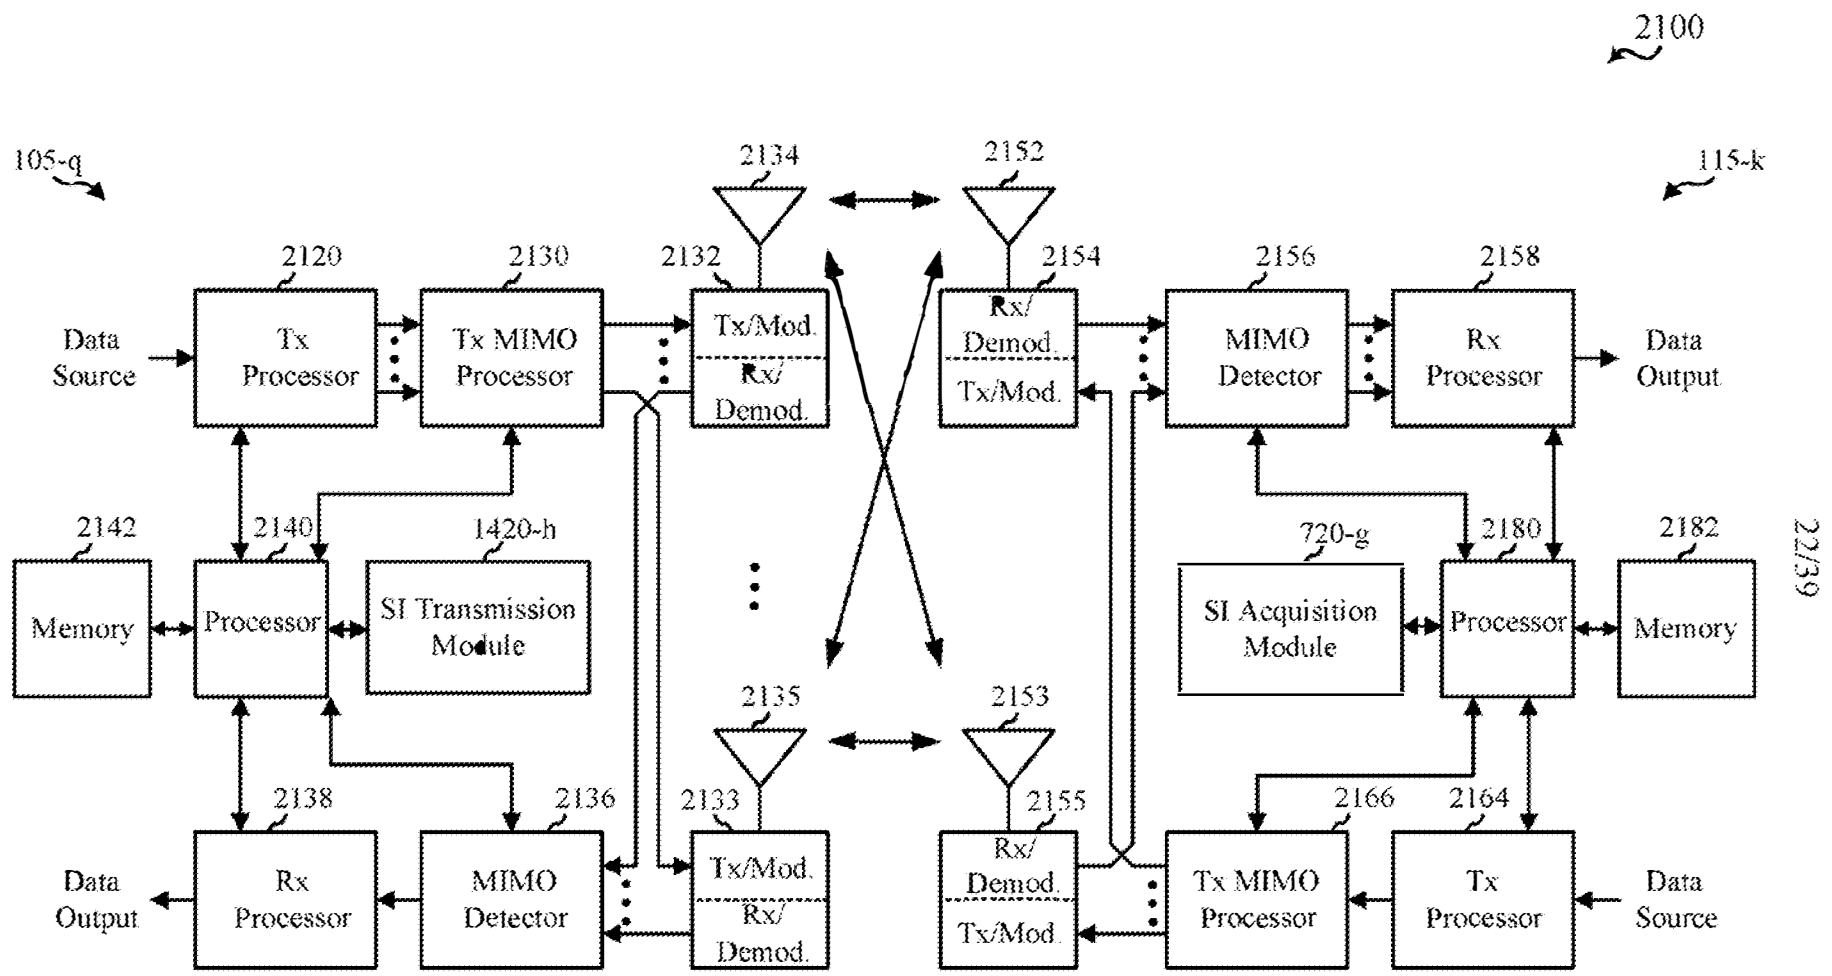 2100
105-q
2134
2152
115-k
2120
2130
2132
2154
2156
2158
Data
Source
Tx
Processor
Tx MIMO
Processor
Tx/Mod.
Rx/
Demod.
Rx/
Demod.
Tx/Mod.
MIMO
Detector
Rx
Processor
Data
Output
2142
2140
1420-h
720-g
2180
2182
Memory
Processor
SI Transmission
Module
SI Acquisition
Module
Processor
Memory
22/39
2135
2153
2138
2136
2133
2155
2166
2164
Data
Output
Rx
Processor
MIMO
Detector
Tx/Mod.
Rx/
Demod.
Rx/
Demod.
Tx/Mod.
Tx MIMO
Processor
Tx
Processor
Data
Source